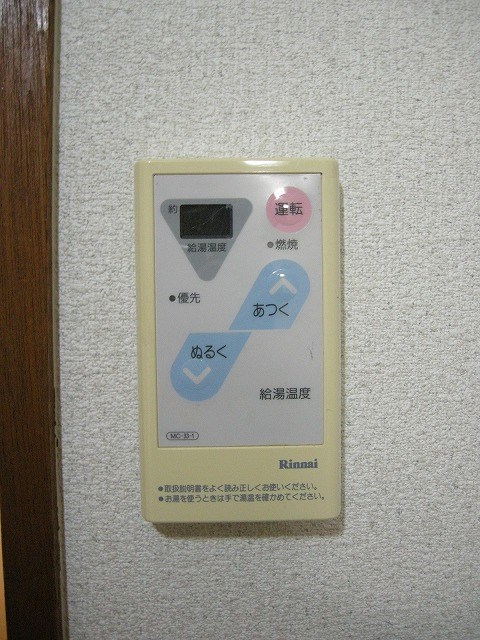 約
運転
給湯温度
燃焼
優先
あつく
ぬるく
給湯温度
MC-33-1
Rinnai
●取扱説明書をよく読み正しくお使いください。
●お湯を使うときは手で湯温を確かめてください。